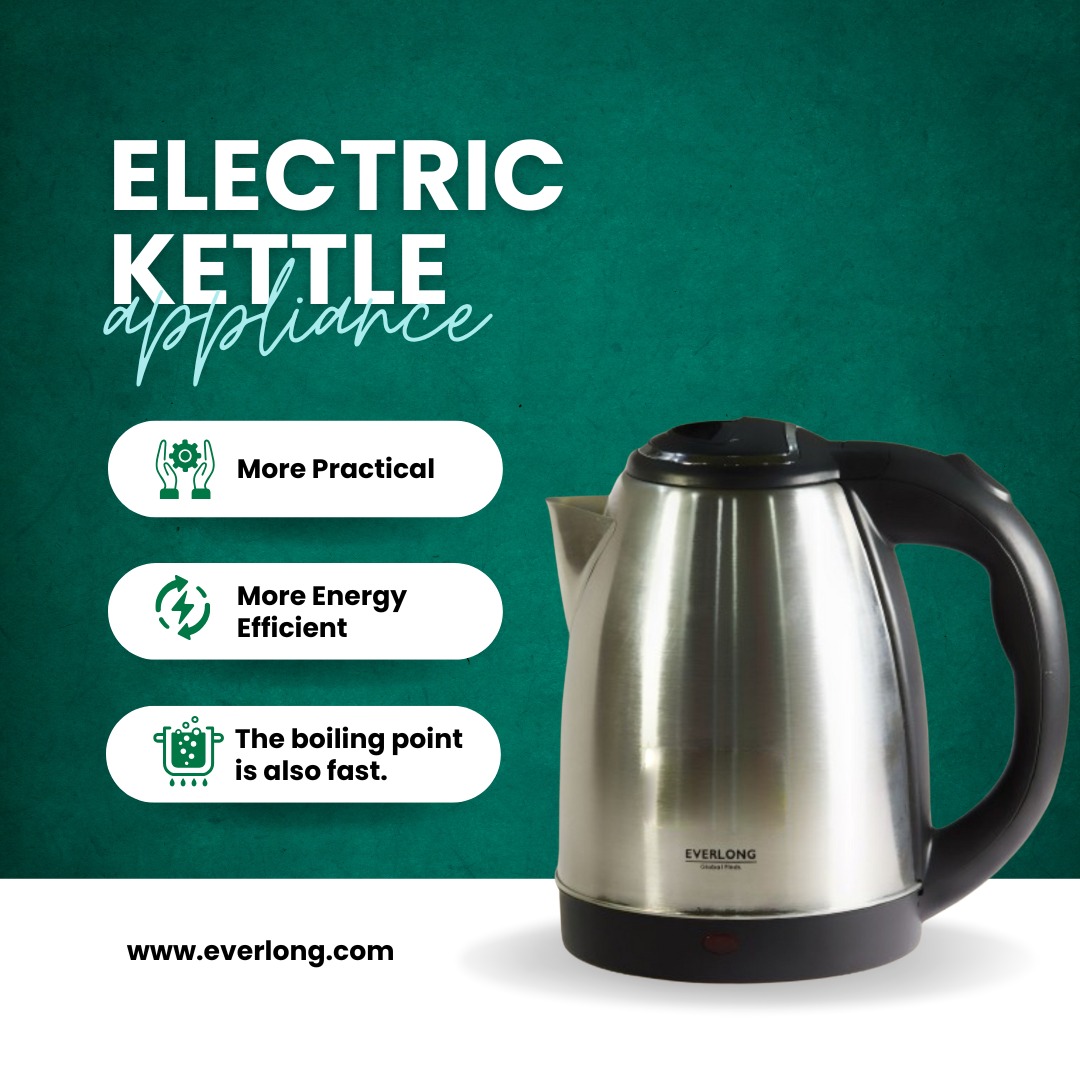 ELECTRIC
KETTLE
appliance
More Practical
More Energy
Efficient
The boiling point
is also fast.
EVERLONG
www.everlong.com